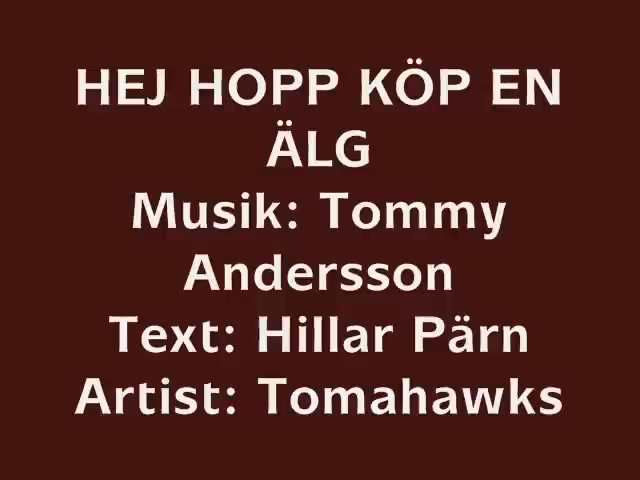 HEJ HOPP KÖP EN
ÄLG
Musik: Tommy
Andersson
Text: Hillar Pärn
Artist: Tomahawks